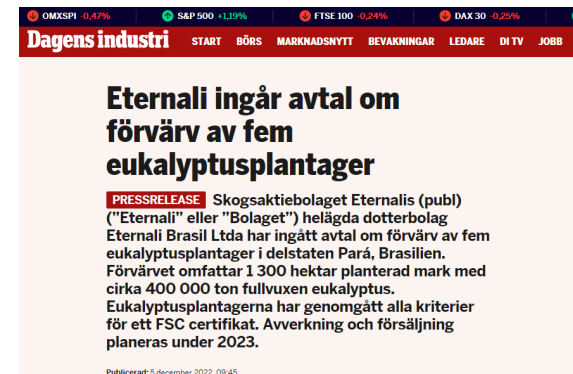 OMXSPI -0,47% S&P 500 +1,19% FTSE 100 -0,24% DAX 30 -0,25%
Dagens industri START BÖRS MARKNADSNYTT BEVAKNINGAR LEDARE DI TV JOBB
Eternali ingår avtal om
förvärv av fem
eukalyptusplantager
PRESSRELEASE Skogsaktiebolaget Eternalis (publ)
("Eternali" eller "Bolaget") helägda dotterbolag
Eternali Brasil Ltda har ingått avtal om förvärv av fem
eukalyptusplantager i delstaten Pará, Brasilien.
Förvärvet omfattar 1 300 hektar planterad mark med
cirka 400 000 ton fullvuxen eukalyptus.
Eukalyptusplantagerna har genomgått alla kriterier
för ett FSC certifikat. Avverkning och försäljning
planeras under 2023.
Publicerad: 5 december 2022, 09:45